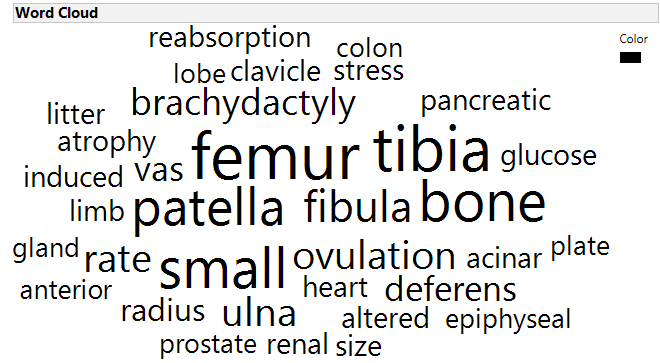 Word Cloud
Color
reabsorption
colon
lobe clavicle stress
litter brachydactyly pancreatic
atrophy vas femur tibia glucose
induced
limb patella fibula bone
gland rate small ovulation acinar plate
anterior heart deferens
radius ulna altered epiphyseal
prostate renal size